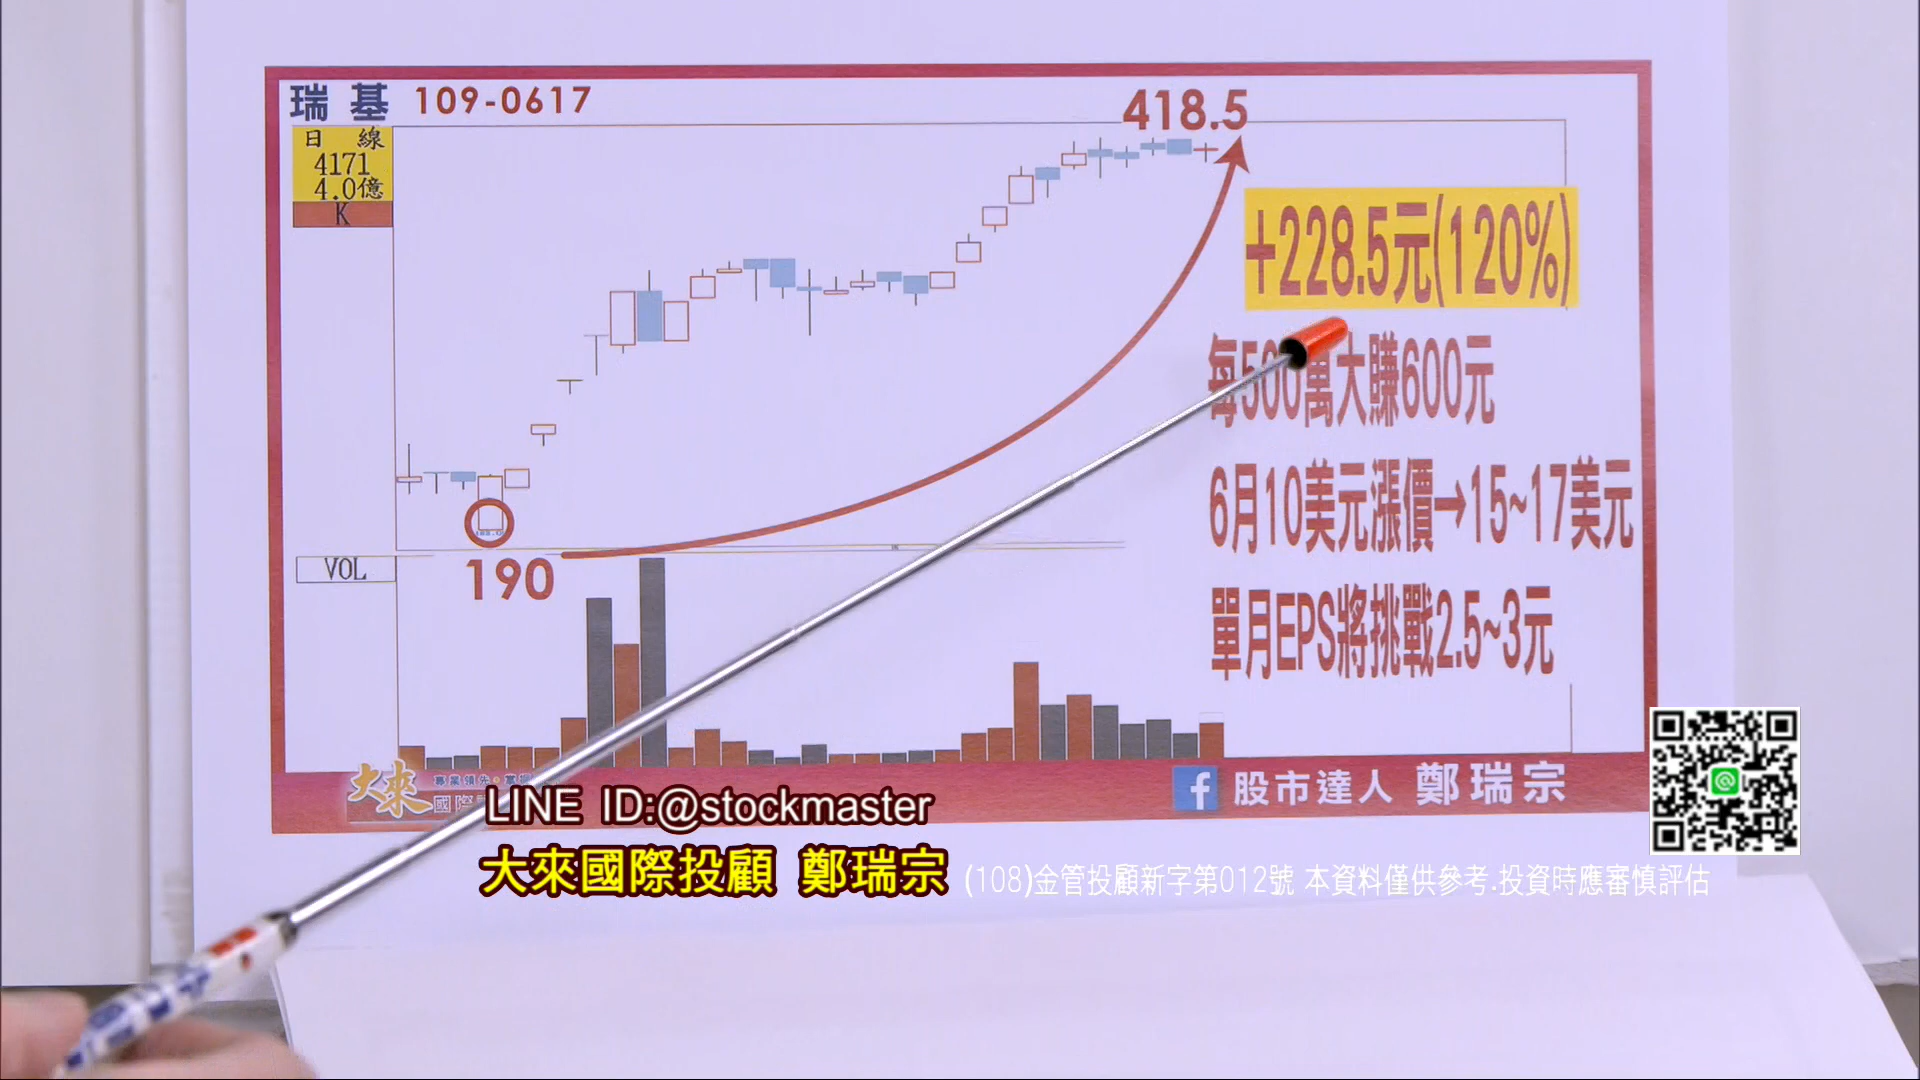 瑞基 109-0617
日線
4171
4.0億
K
418.5
+228.5元(120%)
每500萬大賺600元
6月10美元漲價→15~17美元
單月EPS將挑戰2.5~3元
190
VOL
大來
國際
股市達人 鄭瑞宗
LINE ID:@stockmaster
大來國際投顧 鄭瑞宗 (108)金管投顧新字第012號 本資料僅供參考.投資時應審慎評估